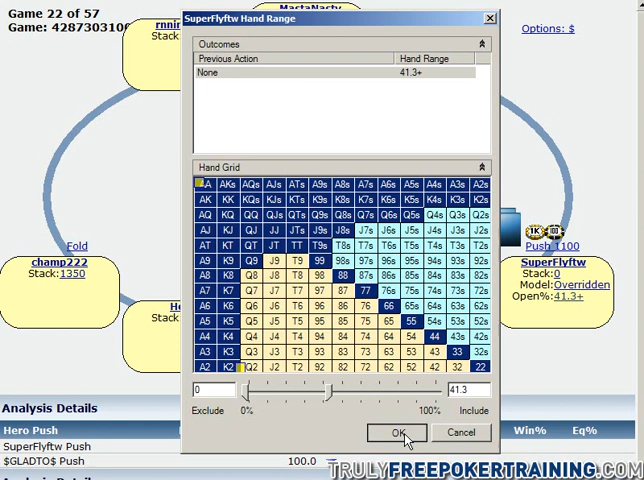 Game 22 of 57
Game: 4287303100
MastaNasty
Options: $
Stack:
SuperFlyftw Hand Range
Outcomes
Previous Action Hand Range
None 41.3+
Hand Grid
AKs AQs AJs ATs A9s A8s A7s A6s A5s A4s A3s A2s
AK KK KQs KJs KTs K9s K8s K7s K6s K5s K4s K3s K2s
AQ KQ QQ QJs QTs Q9s Q8s Q7s Q6s Q5s Q4s Q3s Q2s
AJ KJ QJ JJ JTs J9s J8s J7s J6s J5s J4s J3s J2s
AT KT QT JT TT T9s T8s T7s T6s T5s T4s T3s T2s
A9 K9 Q9 J9 T9 99 98s 97s 96s 95s 94s 93s 92s
A8 K8 Q8 J8 T8 98 88 87s 86s 85s 84s 83s 82s
A7 K7 Q7 J7 T7 97 87 77 76s 75s 74s 73s 72s
A6 K6 Q6 J6 T6 96 86 76 66 65s 64s 63s 62s
A5 K5 Q5 J5 T5 95 85 75 65 55 54s 53s 52s
A4 K4 Q4 J4 T4 94 84 74 64 54 44 43s 42s
A3 K3 Q3 J3 T3 93 83 73 63 53 43 33 32s
A2 K2 Q2 J2 T2 92 82 72 62 52 42 32 22
0 41.3
Exclude 0% 100% Include
OK Cancel
Fold
champ222
Stack:1350
Stack:
1K 100
Push 1100
SuperFlyftw
Stack:0
Model:Overridden
Open%:41.3+
Analysis Details
Hero Push Win% Eq%
SuperFlyftw Push
$GLADTO$ Push 100.0
TRULYFREEPOKERTRAINING.COM